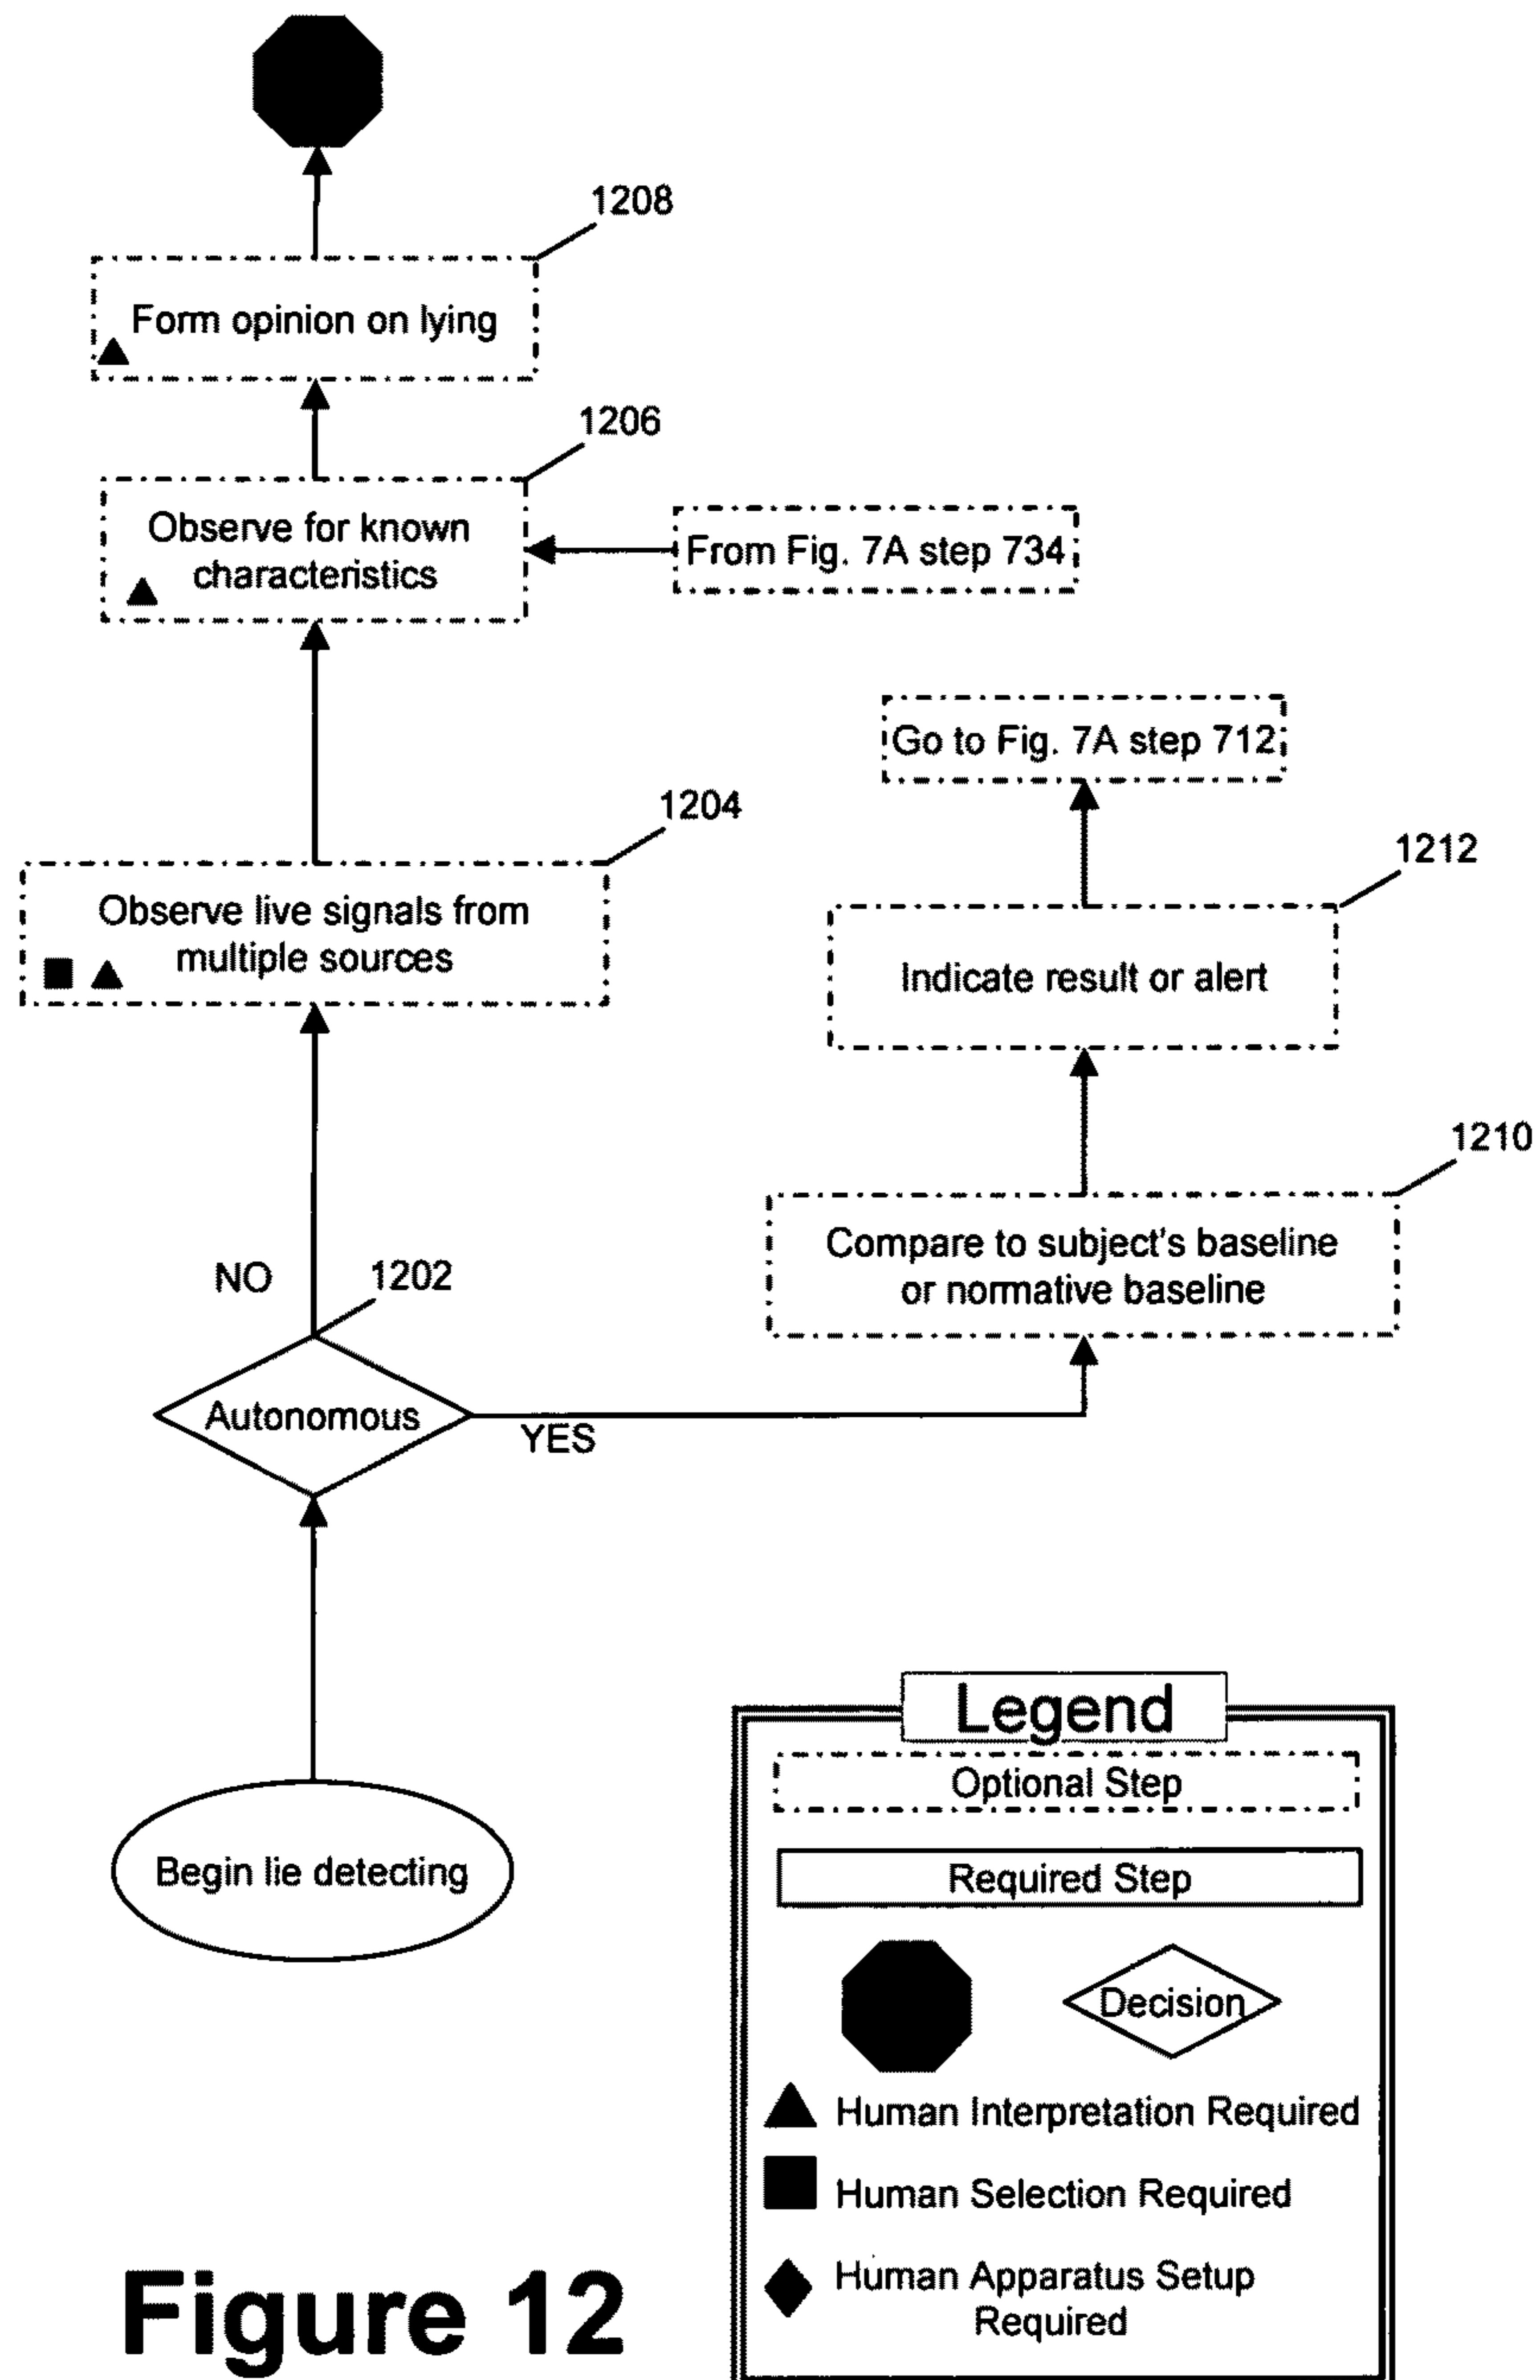 1208
Form opinion on lying
1206
Observe for known
characteristics
From Fig. 7A step 734
Go to Fig. 7A step 712
1204
Observe live signals from
multiple sources
1212
Indicate result or alert
1210
Compare to subject's baseline
or normative baseline
NO
1202
Autonomous
YES
Begin lie detecting
Legend
Optional Step
Required Step
Decision
Human Interpretation Required
Human Selection Required
Human Apparatus Setup
Required
Figure 12